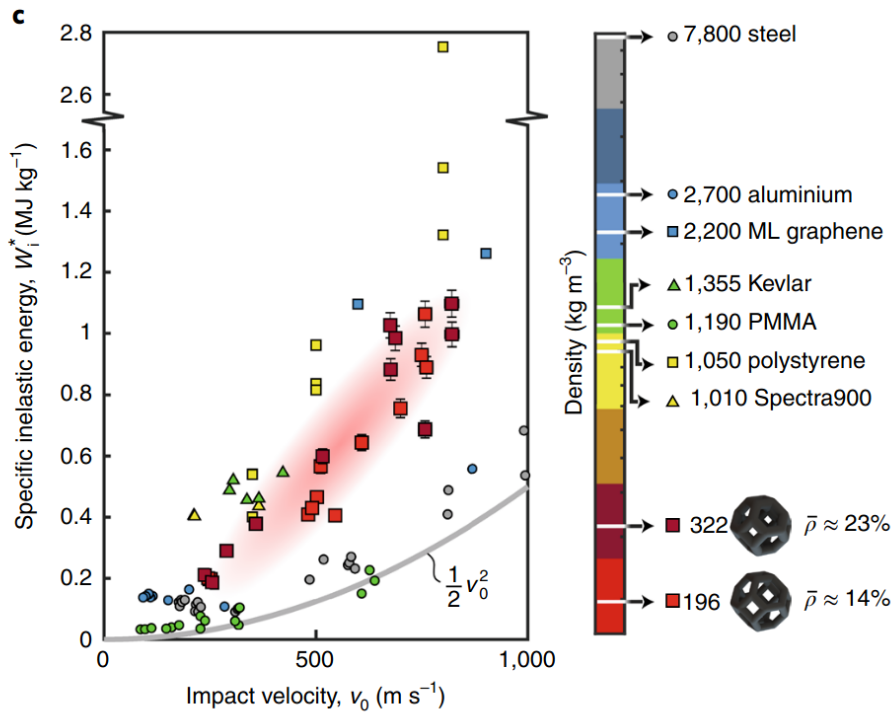 c
2.8
2.6
1.6
1.4
1.2
1
0.8
0.6
0.4
0.2
0
Specific inelastic energy, W*i (MJ kg−1)
½v₀²
0
500
1,000
Impact velocity, v₀ (m s−1)
Density (kg m−3)
7,800 steel
2,700 aluminium
2,200 ML graphene
1,355 Kevlar
1,190 PMMA
1,050 polystyrene
1,010 Spectra900
322 ρ̄ ≈ 23%
196 ρ̄ ≈ 14%